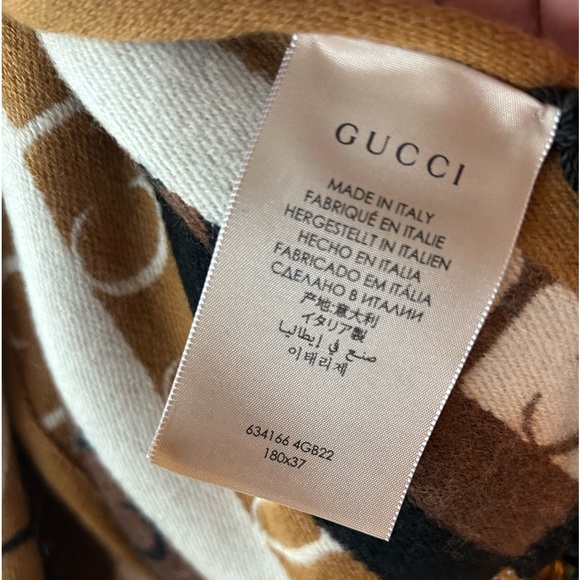 GUCCI
MADE IN ITALY
FABRIQUÉ EN ITALIE
HERGESTELLT IN ITALIEN
HECHO EN ITALIA
FABRICADO EM ITÁLIA
СДЕЛАНО В ИТАЛИИ
产地:意大利
イタリア製
صنع في إيطاليا
이태리제
634166 4GB22
180x37